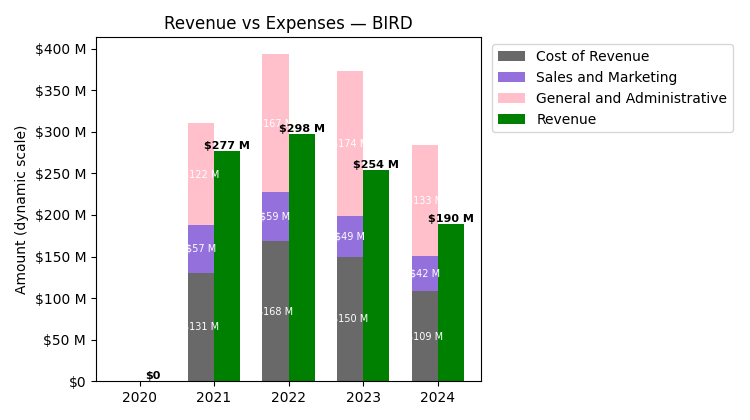 Revenue vs Expenses — BIRD
Amount (dynamic scale)
$400 M
$350 M
$300 M
$250 M
$200 M
$150 M
$100 M
$50 M
$0
2020
2021
2022
2023
2024
$0
$277 M
$298 M
$254 M
$190 M
122 M
$57 M
131 M
167 M
$59 M
168 M
174 M
$49 M
150 M
133 M
$42 M
109 M
Cost of Revenue
Sales and Marketing
General and Administrative
Revenue